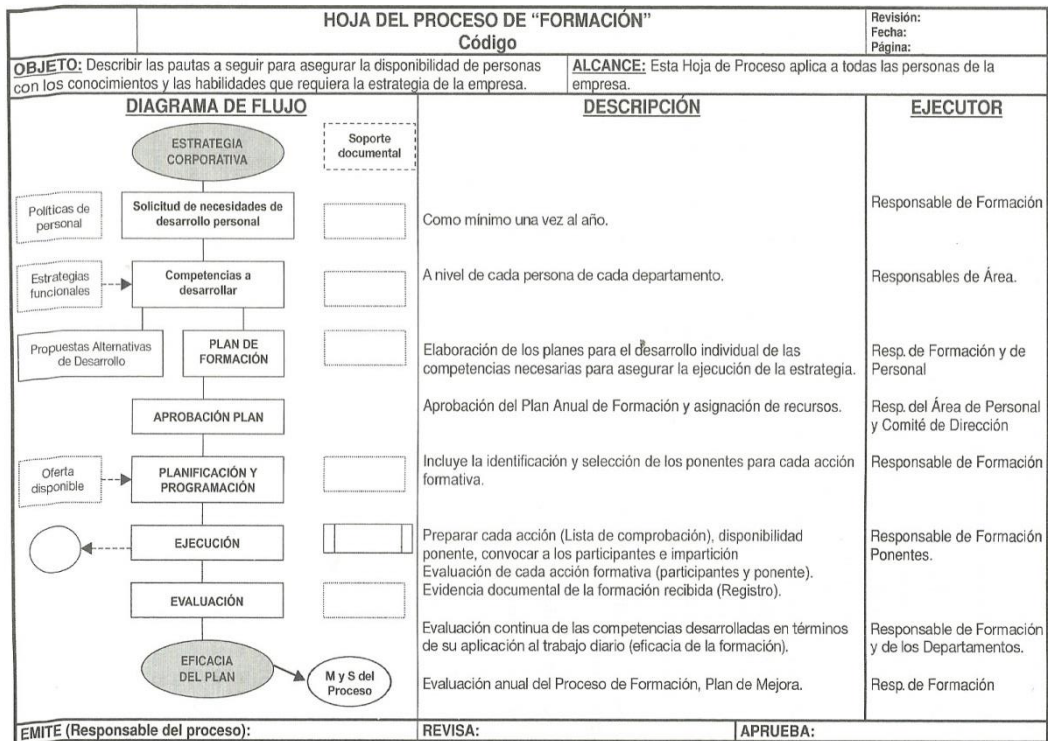 HOJA DEL PROCESO DE “FORMACIÓN”
Código
Revisión:
Fecha:
Página:
OBJETO: Describir las pautas a seguir para asegurar la disponibilidad de personas
con los conocimientos y las habilidades que requiera la estrategia de la empresa.
ALCANCE: Esta Hoja de Proceso aplica a todas las personas de la
empresa.
DIAGRAMA DE FLUJO
DESCRIPCIÓN
EJECUTOR
ESTRATEGIA
CORPORATIVA
Soporte
documental
Políticas de
personal
Solicitud de necesidades de
desarrollo personal
Como mínimo una vez al año.
Responsable de Formación
Estrategias
funcionales
Competencias a
desarrollar
A nivel de cada persona de cada departamento.
Responsables de Área.
Propuestas Alternativas
de Desarrollo
PLAN DE
FORMACIÓN
Elaboración de los planes para el desarrollo individual de las
competencias necesarias para asegurar la ejecución de la estrategia.
Resp. de Formación y de
Personal
APROBACIÓN PLAN
Aprobación del Plan Anual de Formación y asignación de recursos.
Resp. del Área de Personal
y Comité de Dirección
Oferta
disponible
PLANIFICACIÓN Y
PROGRAMACIÓN
Incluye la identificación y selección de los ponentes para cada acción
formativa.
Responsable de Formación
EJECUCIÓN
Preparar cada acción (Lista de comprobación), disponibilidad
ponente, convocar a los participantes e impartición
Evaluación de cada acción formativa (participantes y ponente).
Evidencia documental de la formación recibida (Registro).
Responsable de Formación
Ponentes.
EVALUACIÓN
Evaluación continua de las competencias desarrolladas en términos
de su aplicación al trabajo diario (eficacia de la formación).
Responsable de Formación
y de los Departamentos.
EFICACIA
DEL PLAN
M y S del
Proceso
Evaluación anual del Proceso de Formación, Plan de Mejora.
Resp. de Formación
EMITE (Responsable del proceso):
REVISA:
APRUEBA: